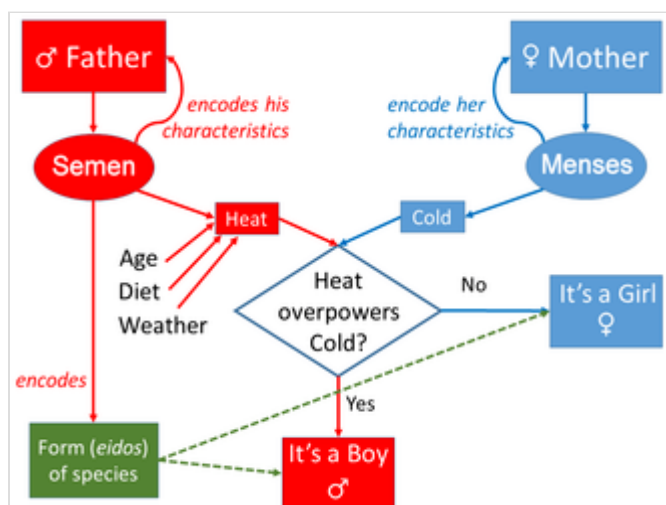 ♂ Father
♀ Mother
encodes his
characteristics
encode her
characteristics
Semen
Menses
Heat
Cold
Age
Diet
Weather
Heat
overpowers
Cold?
No
It's a Girl
♀
encodes
Yes
Form (eidos)
of species
It's a Boy
♂